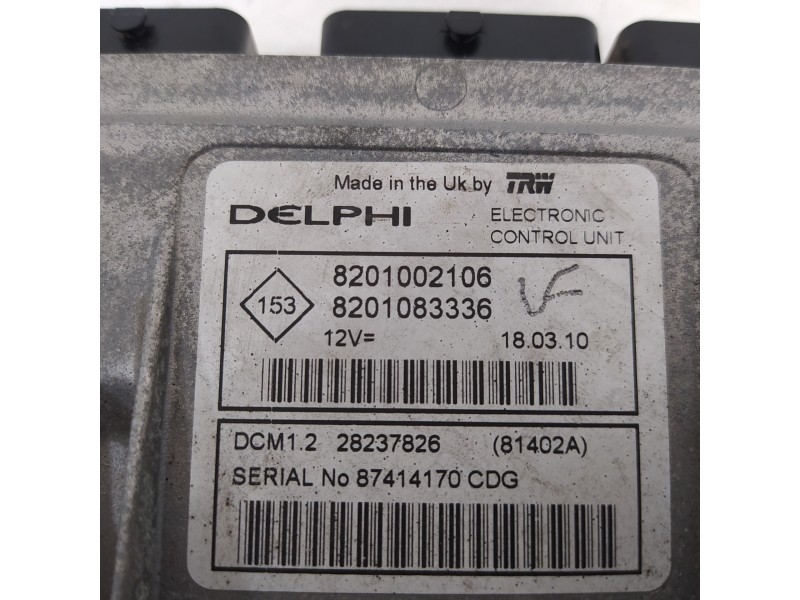 Made in the Uk by TRW
DELPHI ELECTRONIC
CONTROL UNIT
8201002106
153 8201083336
12V= 18.03.10
DCM1.2 28237826 (81402A)
SERIAL No 87414170 CDG